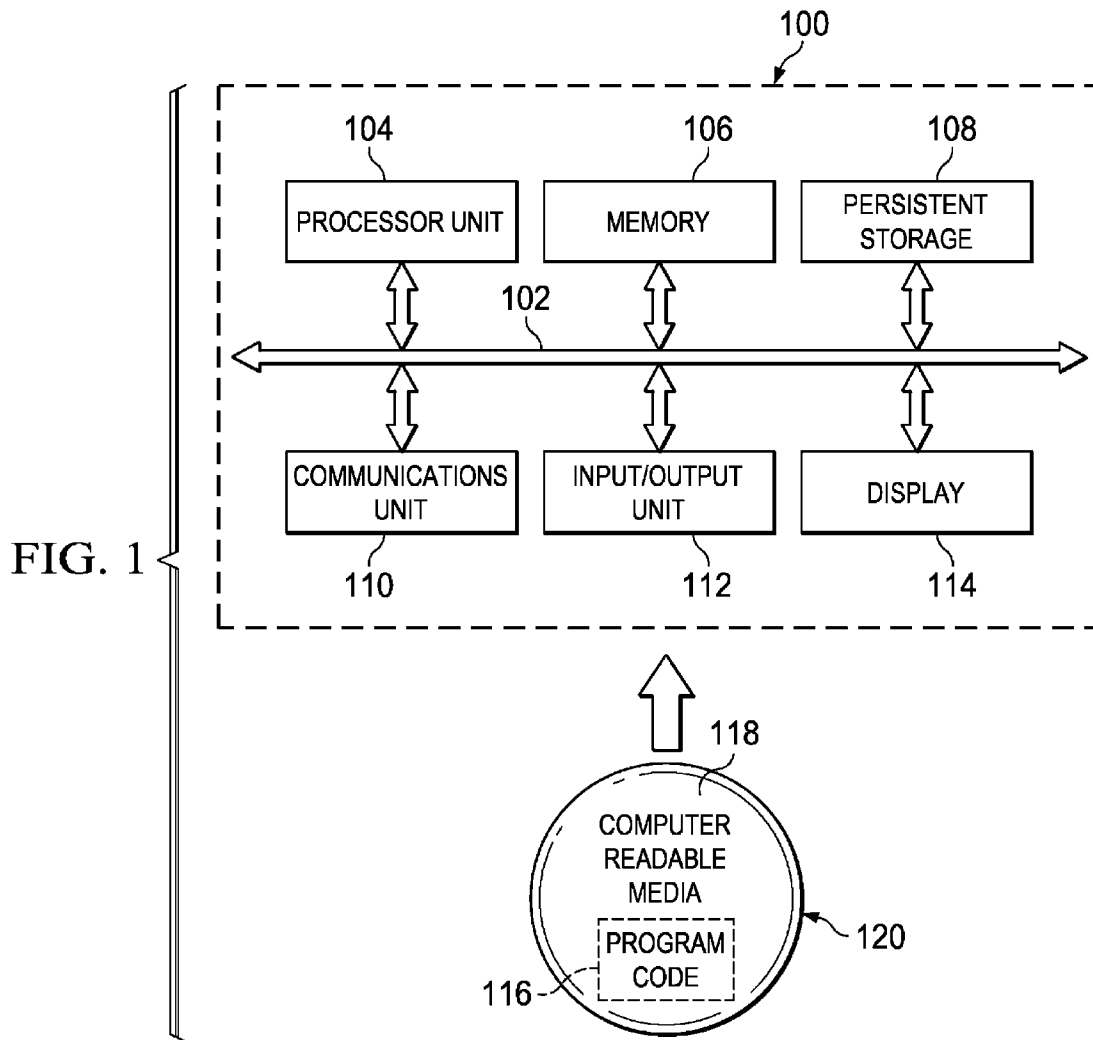 100
104
106
108
PROCESSOR UNIT
MEMORY
PERSISTENT
STORAGE
102
COMMUNICATIONS
UNIT
INPUT/OUTPUT
UNIT
DISPLAY
FIG. 1
110
112
114
118
COMPUTER
READABLE
MEDIA
PROGRAM
CODE
116
120